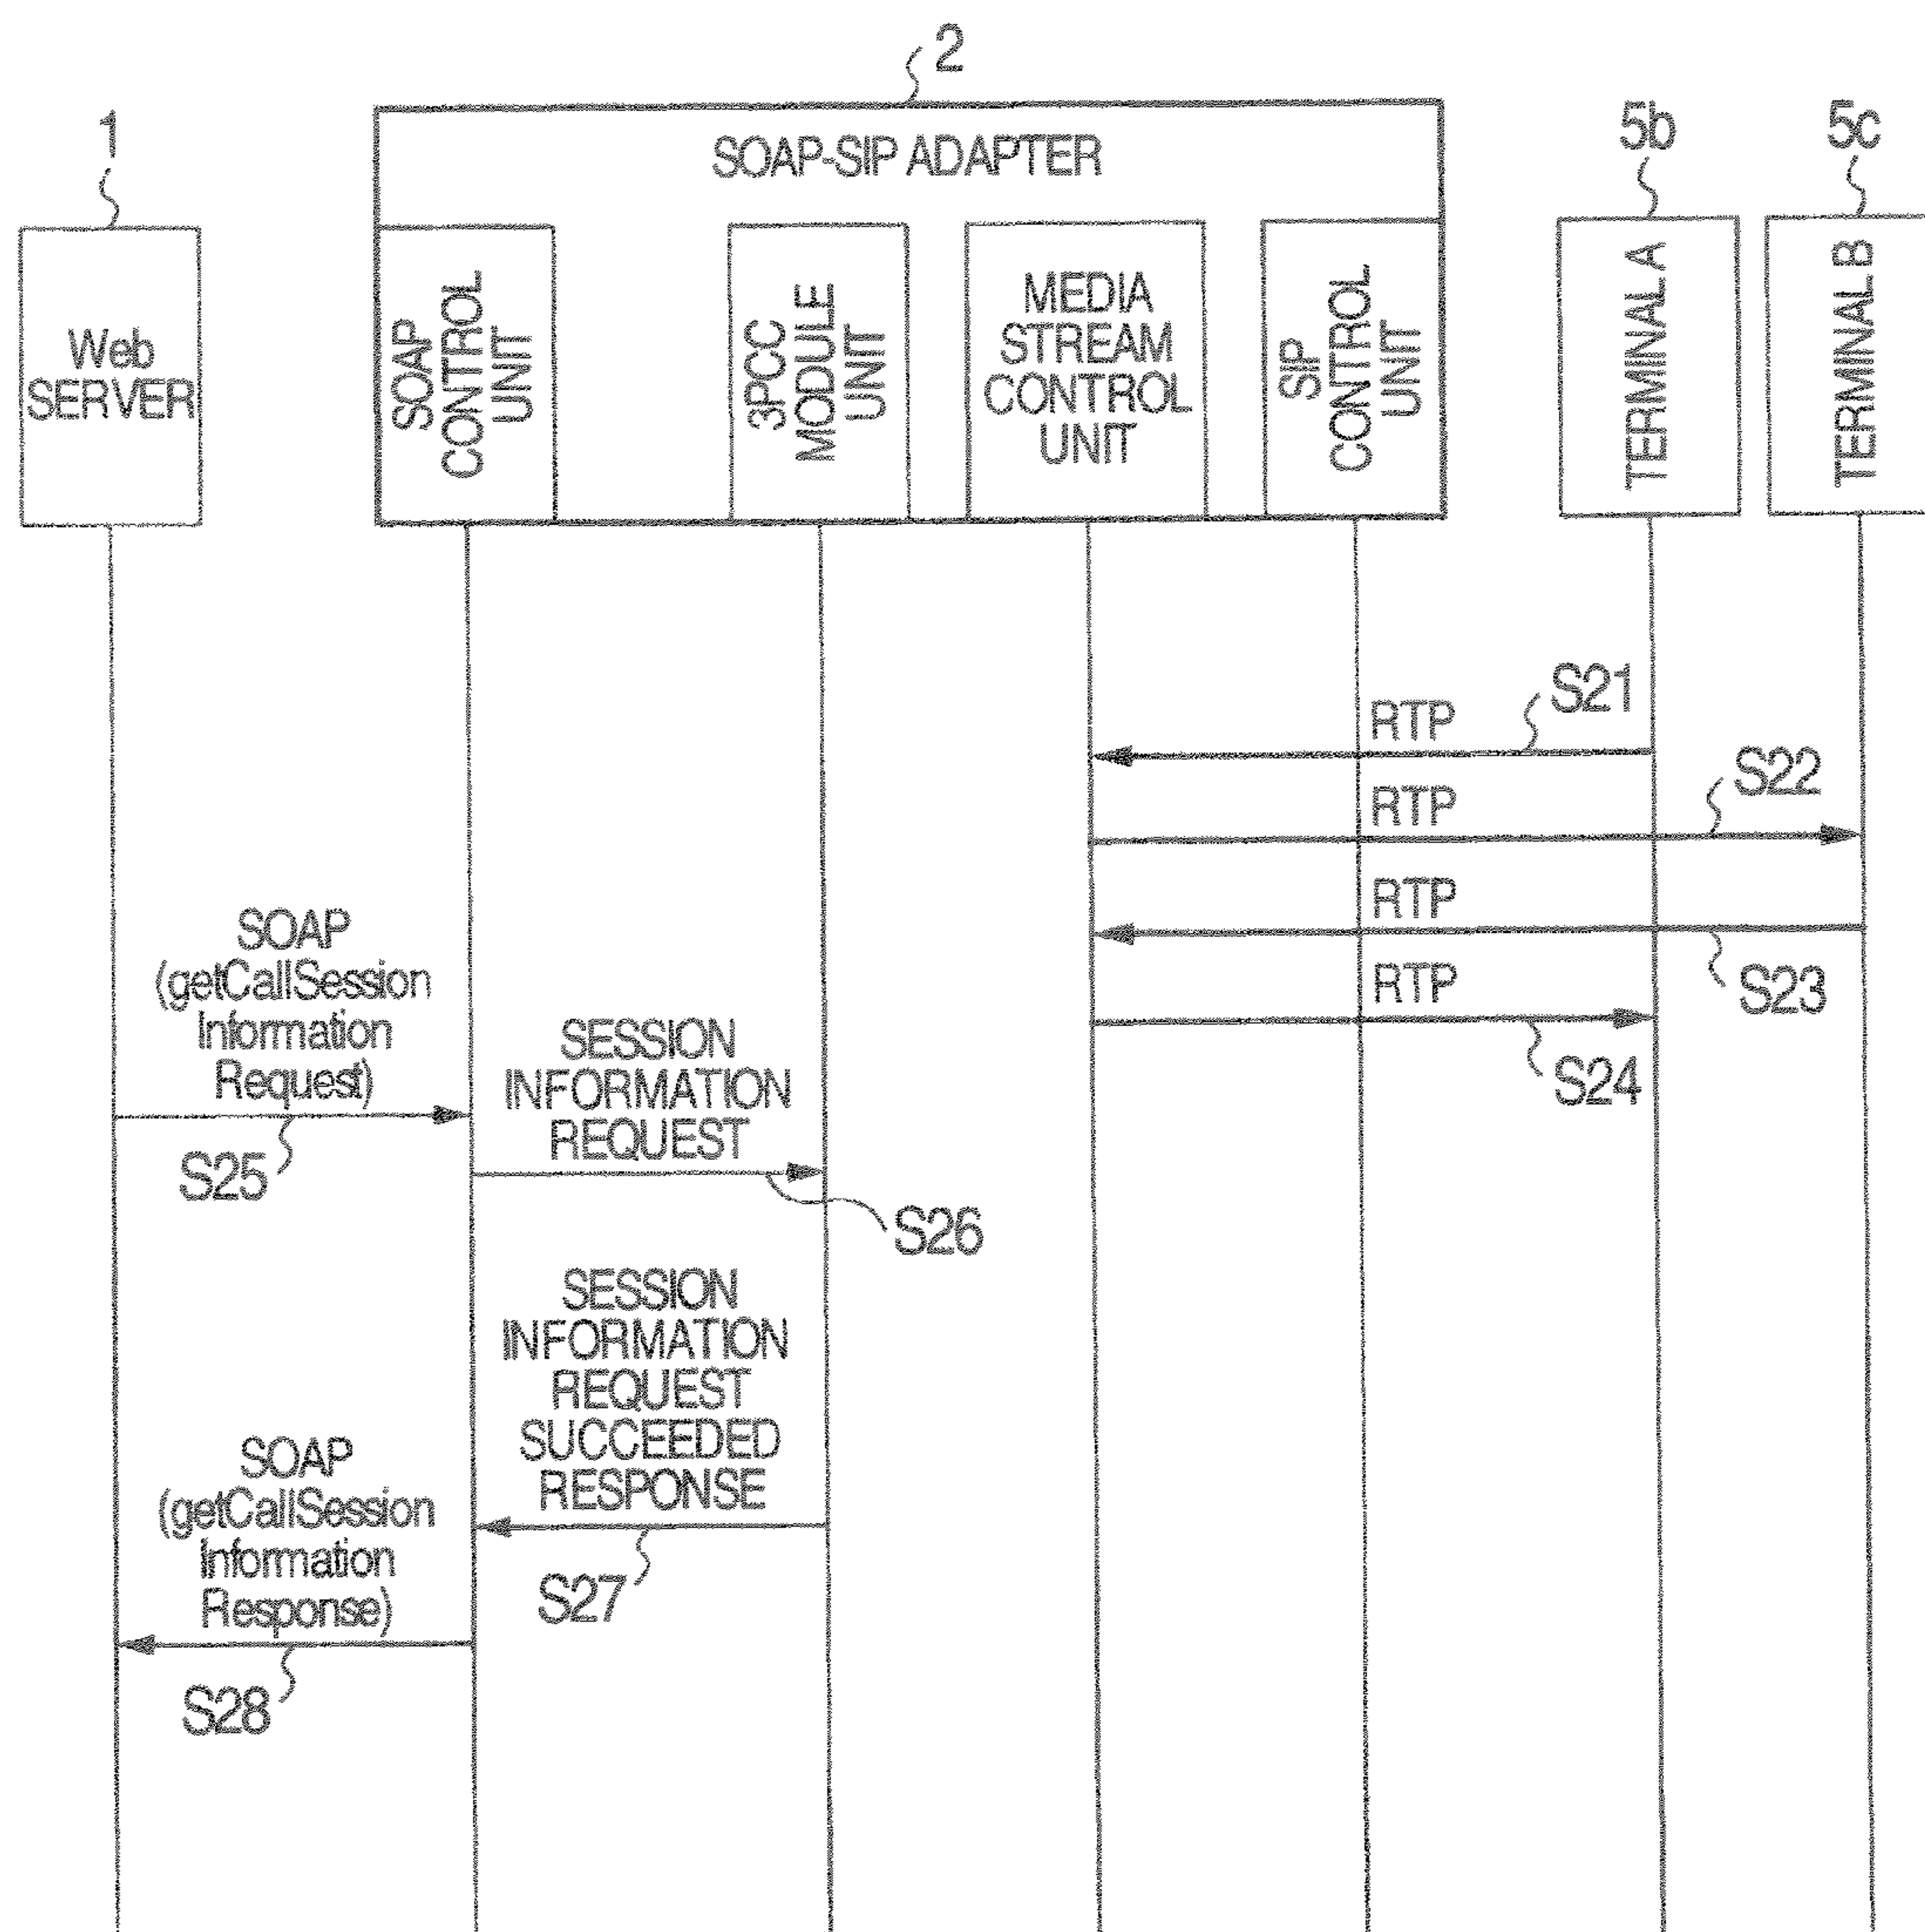 2
1
5b
5c
SOAP-SIP ADAPTER
Web
SERVER
SOAP
CONTROL
UNIT
3PCC
MODULE
UNIT
MEDIA
STREAM
CONTROL
UNIT
SIP
CONTROL
UNIT
TERMINAL A
TERMINAL B
RTP
S21
RTP
S22
RTP
S23
RTP
S24
SOAP
(getCallSession
Information
Request)
S25
SESSION
INFORMATION
REQUEST
S26
SESSION
INFORMATION
REQUEST
SUCCEEDED
RESPONSE
S27
SOAP
(getCallSession
Information
Response)
S28